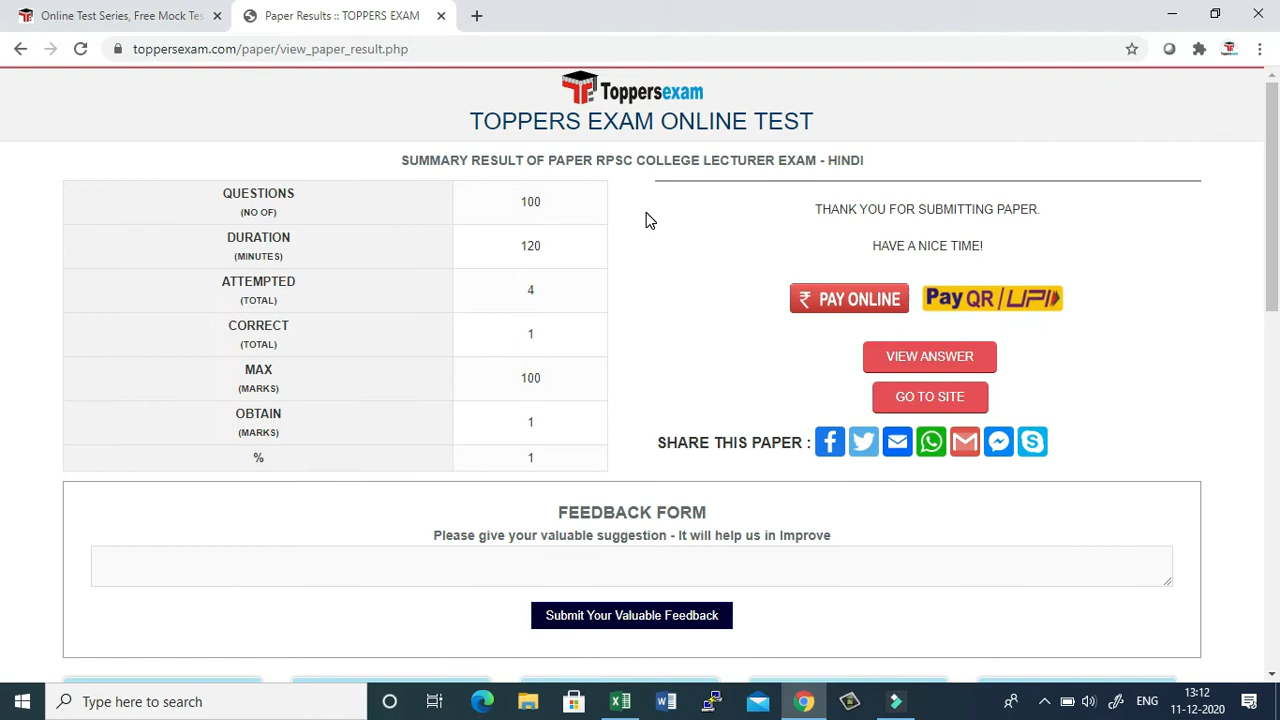 Online Test Series, Free Mock Tes
Paper Results :: TOPPERS EXAM
toppersexam.com/paper/view_paper_result.php
Toppersexam
TOPPERS EXAM ONLINE TEST
SUMMARY RESULT OF PAPER RPSC COLLEGE LECTURER EXAM - HINDI
QUESTIONS
(NO OF)
100
DURATION
(MINUTES)
120
ATTEMPTED
(TOTAL)
4
CORRECT
(TOTAL)
1
MAX
(MARKS)
100
OBTAIN
(MARKS)
1
%
1
THANK YOU FOR SUBMITTING PAPER.
HAVE A NICE TIME!
₹ PAY ONLINE
Pay QR/UPI
VIEW ANSWER
GO TO SITE
SHARE THIS PAPER :
FEEDBACK FORM
Please give your valuable suggestion - It will help us in Improve
Submit Your Valuable Feedback
Type here to search
ENG
13:12
11-12-2020